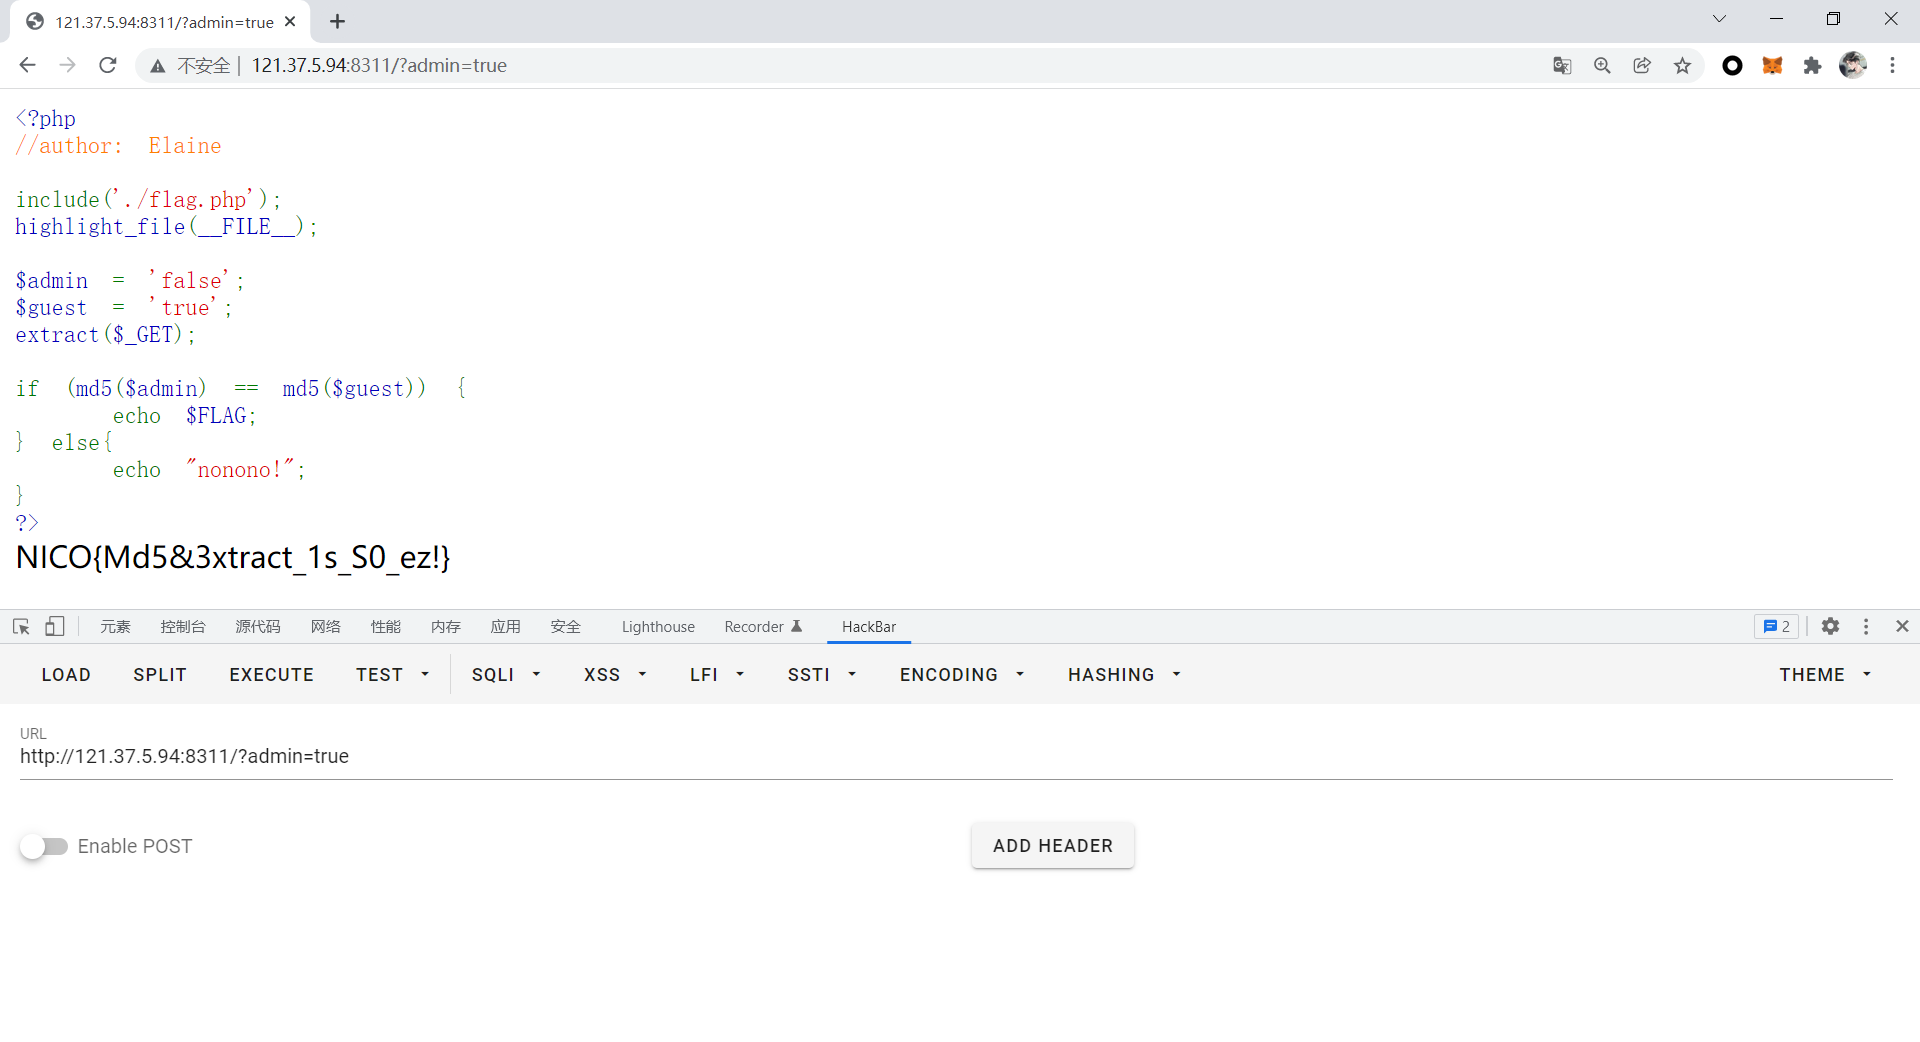 121.37.5.94:8311/?admin=true
不安全 | 121.37.5.94:8311/?admin=true
<?php
//author: Elaine
include('./flag.php');
highlight_file(__FILE__);
$admin = 'false';
$guest = 'true';
extract($_GET);
if (md5($admin) == md5($guest)) {
echo $FLAG;
} else{
echo "nonono!";
}
?>
NICO{Md5&3xtract_1s_S0_ez!}
元素 控制台 源代码 网络 性能 内存 应用 安全 Lighthouse Recorder HackBar 2
LOAD SPLIT EXECUTE TEST SQLI XSS LFI SSTI ENCODING HASHING THEME
URL
http://121.37.5.94:8311/?admin=true
Enable POST ADD HEADER